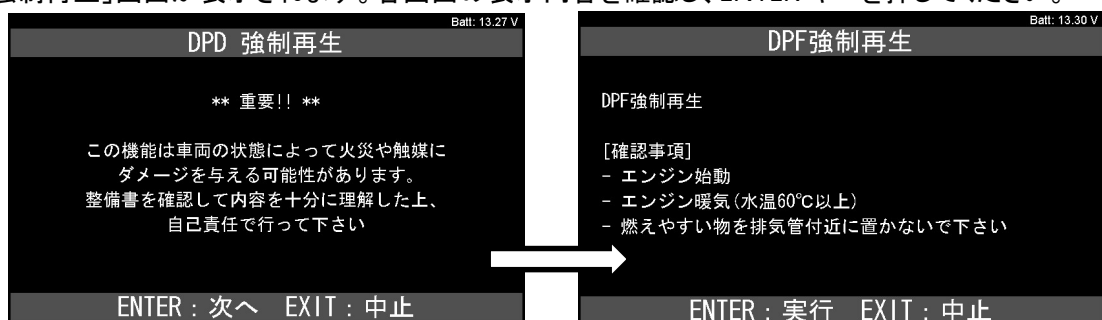 強制再生」画面が表示されます。各画面の表示内容を確認し、ENTER キーを押してください。
Batt: 13.27 V
DPD 強制再生
** 重要!! **
この機能は車両の状態によって火災や触媒に
ダメージを与える可能性があります。
整備書を確認して内容を十分に理解した上、
自己責任で行って下さい
ENTER：次へ EXIT：中止
Batt: 13.30 V
DPF強制再生
DPF強制再生
[確認事項]
- エンジン始動
- エンジン暖気(水温60℃以上)
- 燃えやすい物を排気管付近に置かないで下さい
ENTER：実行 EXIT：中止